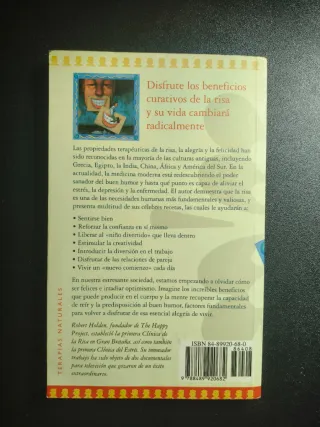 Disfrute los beneficios
curativos de la risa
y su vida cambiará
radicalmente
Las propiedades terapéuticas de la risa, la alegría y la felicidad han
sido reconocidas en la mayoría de las culturas antiguas, incluyendo
Grecia, Egipto, la India, China, África y América del Sur. En la
actualidad, la medicina moderna está redescubriendo el poder
sanador del buen humor y hasta qué punto es capaz de aliviar el
estrés, la depresión y la enfermedad. El autor demuestra que la risa
es una de las necesidades humanas más fundamentales y valiosas, y
presenta multitud de sus célebres recetas, las cuales le ayudarán a:
• Sentirse bien
• Reforzar la confianza en sí mismo
• Liberar al «niño divertido» que lleva dentro
• Estimular la creatividad
• Introducir la diversión en el trabajo
• Disfrutar de las relaciones de pareja
• Vivir un «nuevo comienzo» cada día
En nuestra estresante sociedad, estamos empezando a olvidar cómo
ser felices e irradiar optimismo. Imagine los increíbles beneficios
que puede producir en el cuerpo y la mente recuperar la capacidad
de reír y la predisposición al buen humor, factores fundamentales para
volver a disfrutar de esa esencial alegría de vivir.
Robert Holden, fundador de The Happy
Project, estableció la primera Clínica de
la Risa en Gran Bretaña, así como también
la primera Clínica del Estrés. Su innovador
trabajo ha sido objeto de dos documentales
para televisión que gozaron de un éxito
extraordinario.
TERAPIAS NATURALES
ISBN 84-89920-68-0
86408
9 788489 920682